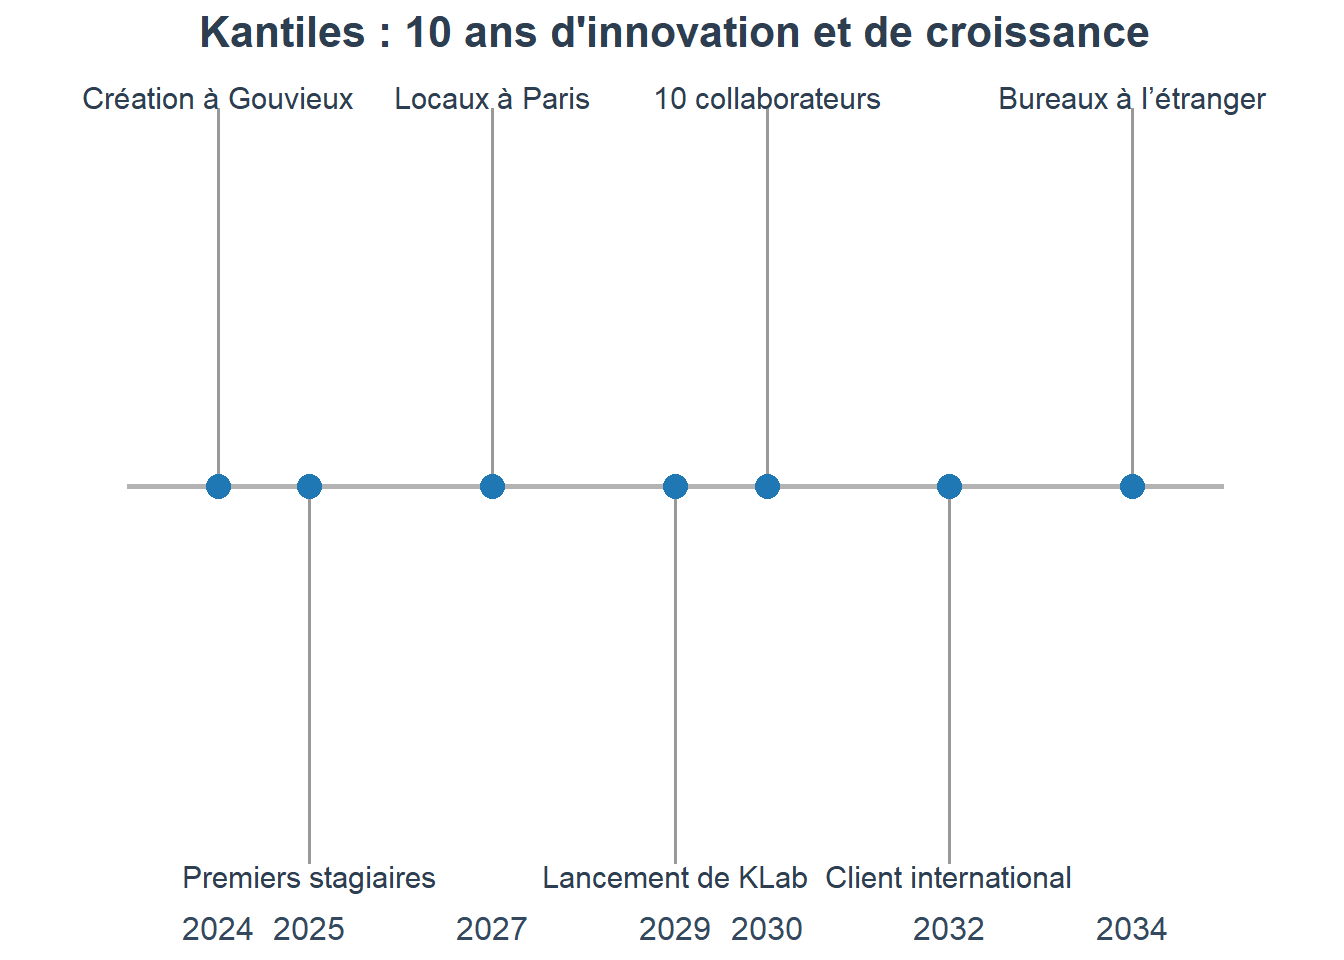 Kantiles : 10 ans d'innovation et de croissance
Création à Gouvieux
Locaux à Paris
10 collaborateurs
Bureaux à l’étranger
Premiers stagiaires
Lancement de KLab
Client international
2024
2025
2027
2029
2030
2032
2034